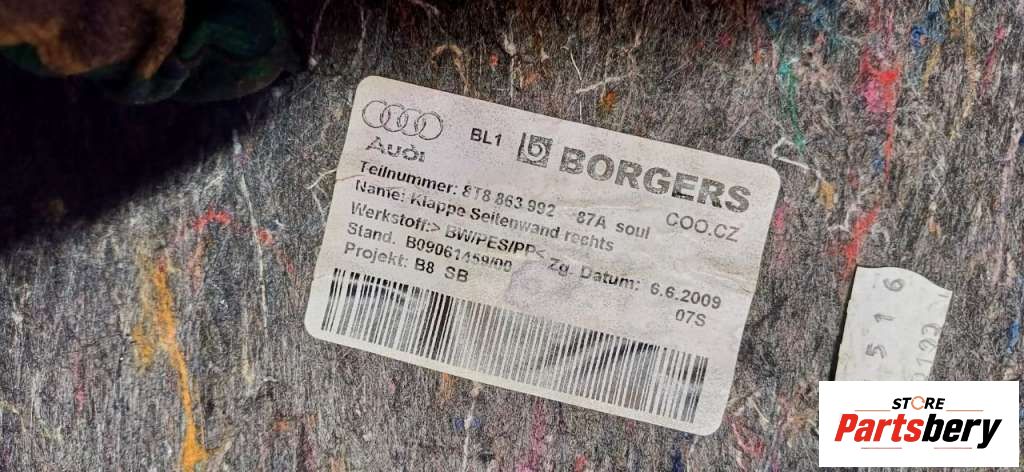 BL1 BORGERS
Audi
COO.CZ
Teilnummer: 8T8 863 992 87A soul
Name: Klappe Seitenwand rechts
Werkstoff:> BW/PES/PP< Zg. Datum: 6.6.2009
Stand. B09061459/00 07S
Projekt: B8 SB
516
STORE
Partsbery